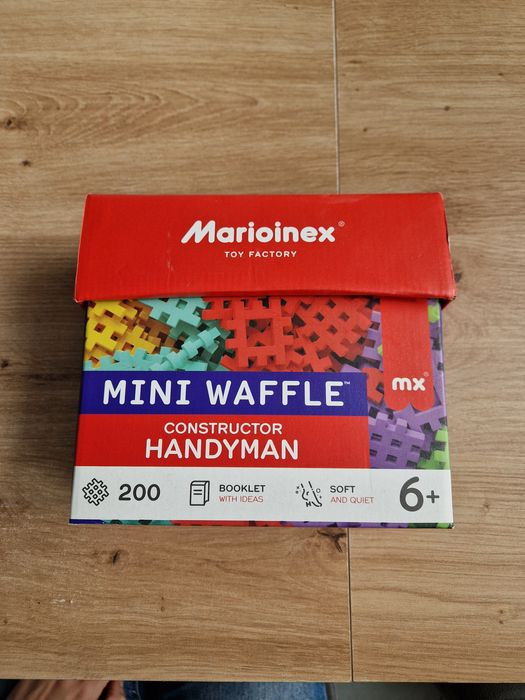 Marioinex®
TOY FACTORY
MINI WAFFLE™
mx®
CONSTRUCTOR
HANDYMAN
200
BOOKLET
WITH IDEAS
SOFT
AND QUIET
6+